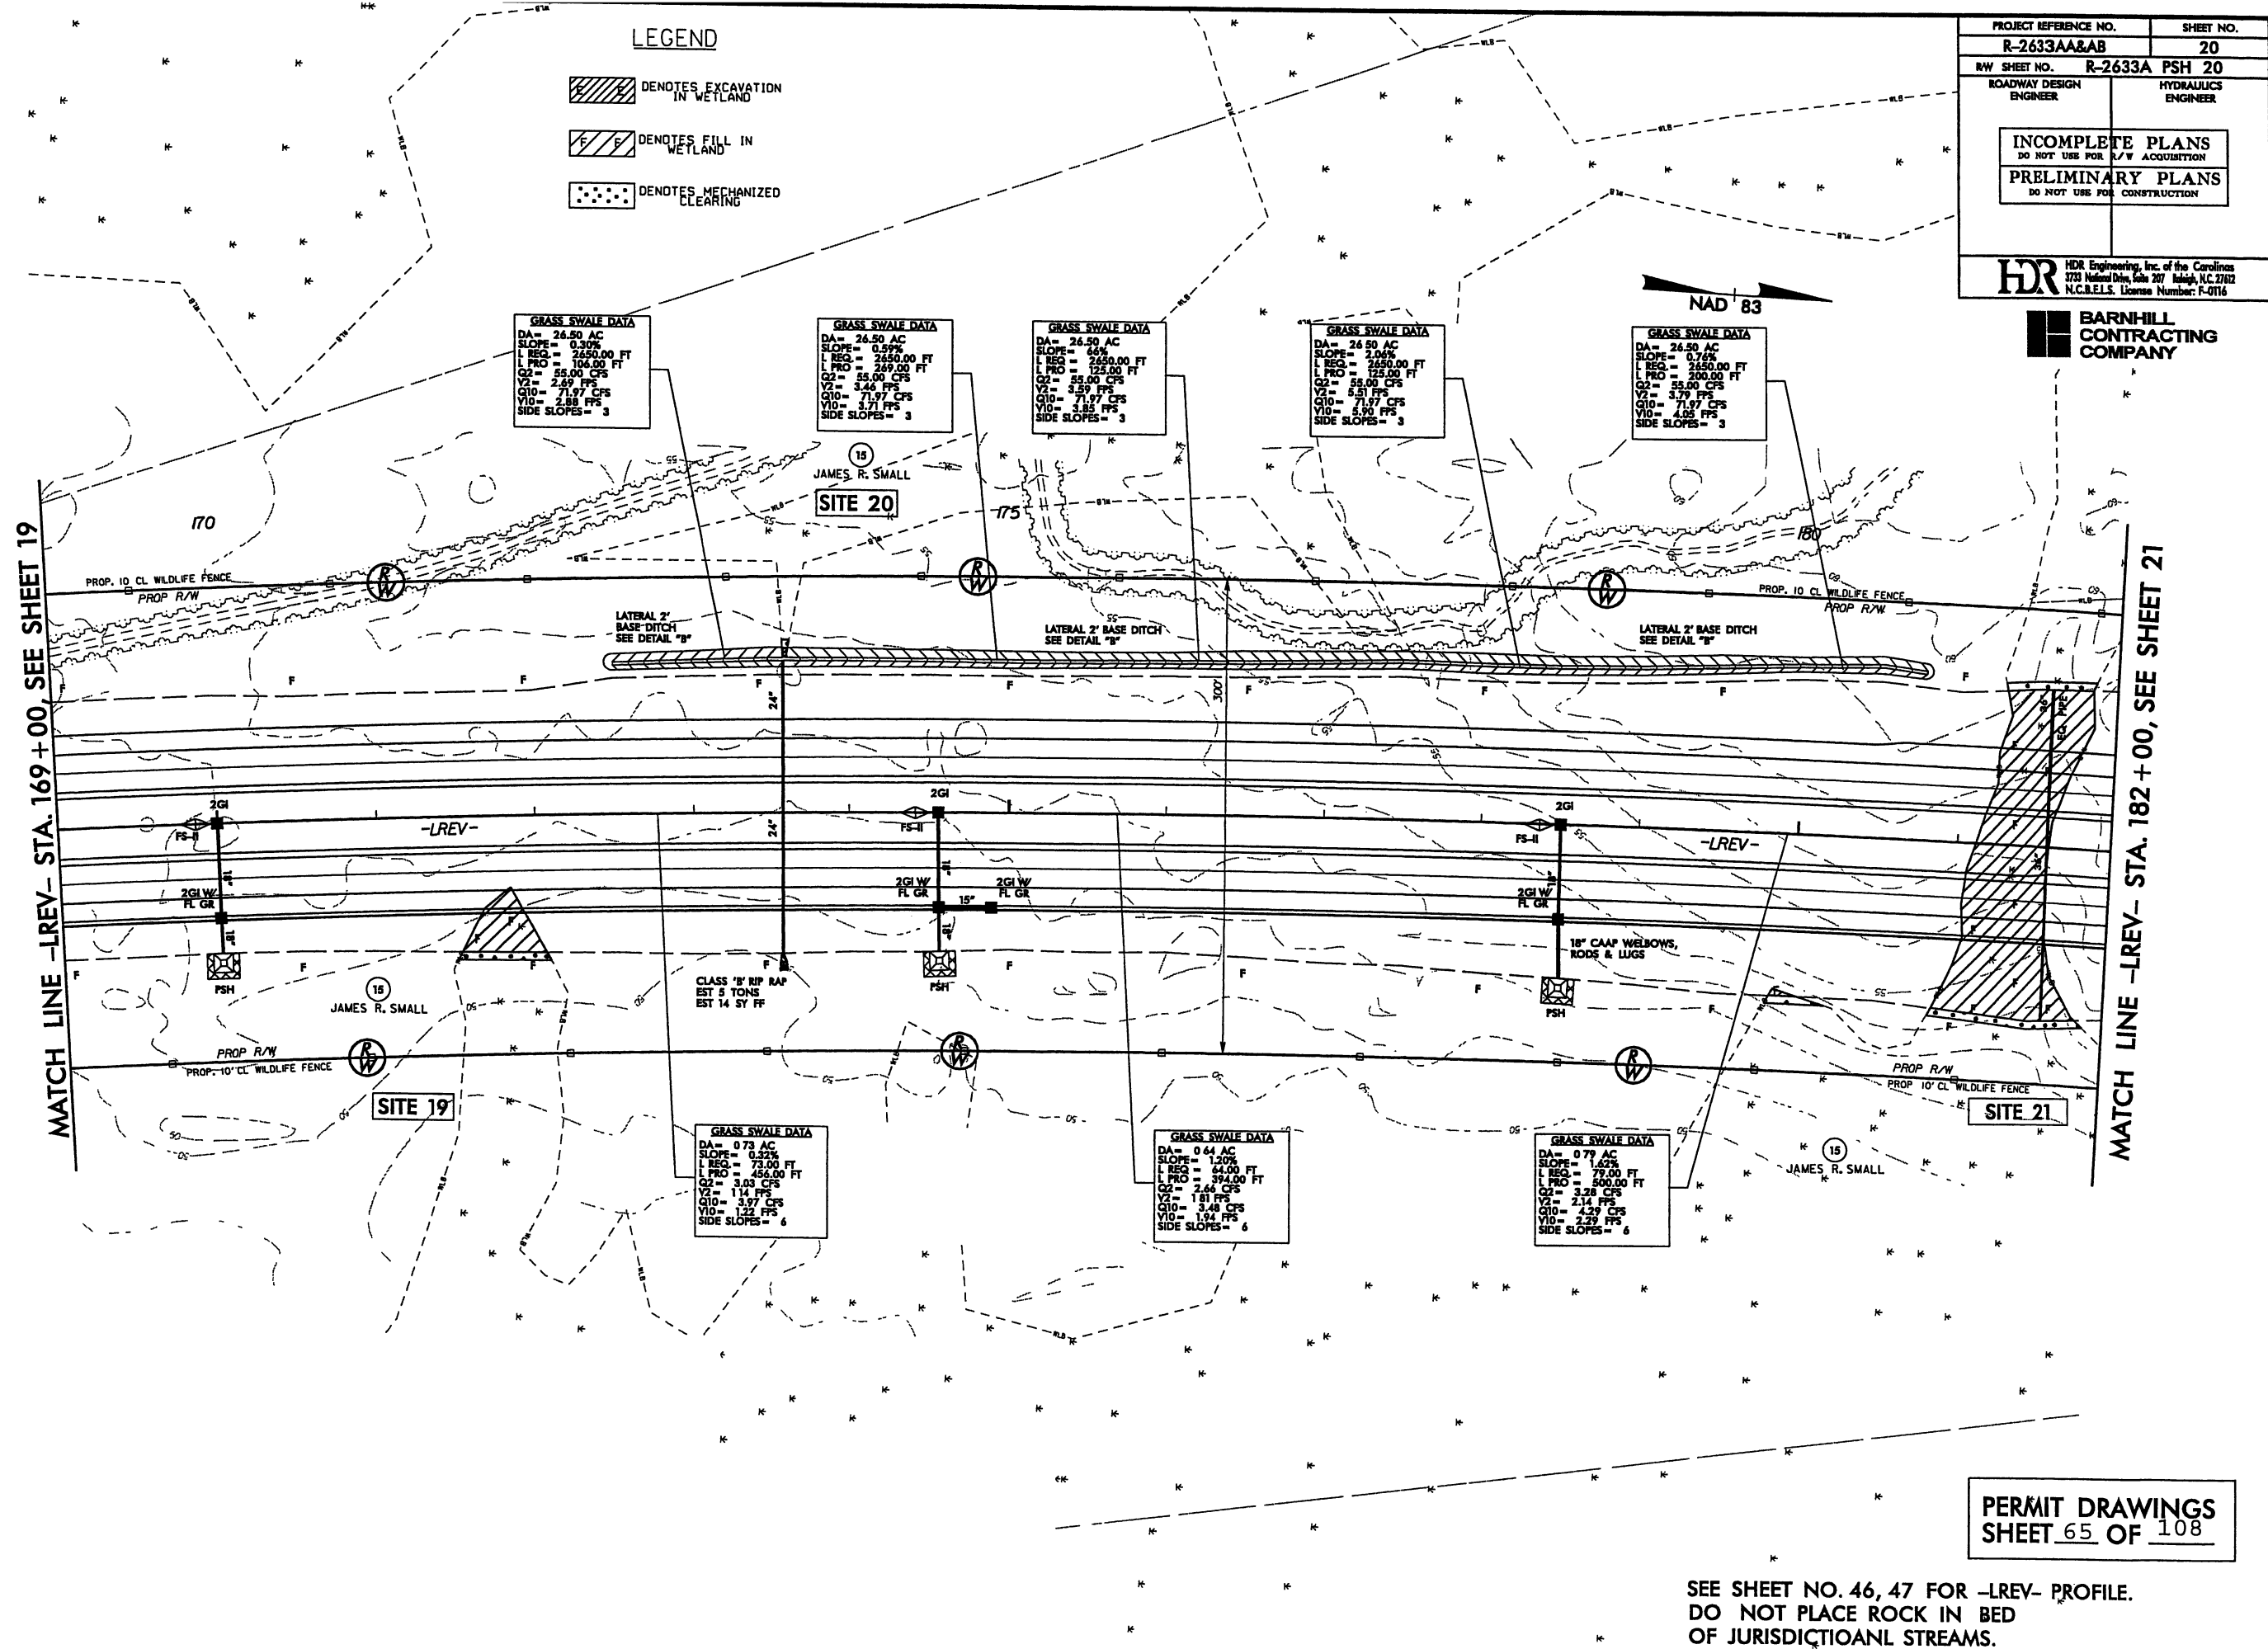 LEGEND
DENOTES EXCAVATION
IN WETLAND
DENOTES FILL IN
WETLAND
DENOTES MECHANIZED
CLEARING
PROJECT REFERENCE NO.
SHEET NO.
R-2633AA&AB
20
R/W SHEET NO. R-2633A PSH 20
ROADWAY DESIGN
ENGINEER
HYDRAULICS
ENGINEER
INCOMPLETE PLANS
DO NOT USE FOR R/W ACQUISITION
PRELIMINARY PLANS
DO NOT USE FOR CONSTRUCTION
HDR
HDR Engineering, Inc. of the Carolinas
3733 National Drive, Suite 207 Raleigh, N.C. 27612
N.C.B.E.L.S. License Number: F-0116
BARNHILL
CONTRACTING
COMPANY
NAD 83
GRASS SWALE DATA
DA= 26.50 AC
SLOPE= 0.30%
L REQ= 2650.00 FT
L PRO = 106.00 FT
Q2= 55.00 CFS
V2= 2.69 FPS
Q10= 71.97 CFS
V10= 2.88 FPS
SIDE SLOPES= 3
GRASS SWALE DATA
DA= 26.50 AC
SLOPE= 0.59%
L REQ = 2650.00 FT
L PRO = 269.00 FT
Q2= 55.00 CFS
V2= 3.46 FPS
Q10= 71.97 CFS
V10= 3.71 FPS
SIDE SLOPES= 3
GRASS SWALE DATA
DA= 26.50 AC
SLOPE= 66%
L REQ = 2650.00 FT
L PRO = 125.00 FT
Q2= 55.00 CFS
V2= 3.59 FPS
Q10= 71.97 CFS
V10= 3.85 FPS
SIDE SLOPES= 3
GRASS SWALE DATA
DA= 26 50 AC
SLOPE= 2.06%
L REQ = 2650.00 FT
L PRO = 125.00 FT
Q2= 55.00 CFS
V2= 5.51 FPS
Q10= 71.97 CFS
V10= 5.90 FPS
SIDE SLOPES= 3
GRASS SWALE DATA
DA= 26.50 AC
SLOPE= 0.76%
L REQ = 2650.00 FT
L PRO = 200.00 FT
Q2= 55.00 CFS
V2= 3.79 FPS
Q10= 71.97 CFS
V10= 4.05 FPS
SIDE SLOPES= 3
15
JAMES R. SMALL
SITE 20
170
175
180
MATCH LINE -LREV- STA. 169+00, SEE SHEET 19
MATCH LINE -LREV- STA. 182+00, SEE SHEET 21
PROP. 10 CL WILDLIFE FENCE
PROP R/W
PROP. 10 CL WILDLIFE FENCE
PROP R/W
LATERAL 2'
BASE DITCH
SEE DETAIL "B"
LATERAL 2' BASE DITCH
SEE DETAIL "B"
LATERAL 2' BASE DITCH
SEE DETAIL "B"
24"
24"
300'
36"
EQ. PIPE
36"
2GI
FS-II
2GI
FS-II
2GI
FS-II
-LREV-
-LREV-
18"
2GI W/
FL GR
18"
PSH
18"
2GI W/
FL GR
15"
2GI W/
FL GR
18"
PSH
18"
2GI W/
FL GR
18" CAAP W/ELBOWS,
RODS & LUGS
PSH
CLASS 'B' RIP RAP
EST 5 TONS
EST 14 SY FF
15
JAMES R. SMALL
PROP R/W
PROP. 10' CL WILDLIFE FENCE
PROP R/W
PROP 10' CL WILDLIFE FENCE
SITE 19
SITE 21
15
JAMES R. SMALL
GRASS SWALE DATA
DA= 0 73 AC
SLOPE= 0.32%
L REQ.= 73.00 FT
L PRO = 456.00 FT
Q2= 3.03 CFS
V2= 1 14 FPS
Q10= 3.97 CFS
V10= 1.22 FPS
SIDE SLOPES= 6
GRASS SWALE DATA
DA= 0 64 AC
SLOPE= 1.20%
L REQ = 64.00 FT
L PRO = 394.00 FT
Q2= 2.66 CFS
V2= 1 81 FPS
Q10= 3.48 CFS
V10= 1.94 FPS
SIDE SLOPES= 6
GRASS SWALE DATA
DA= 0 79 AC
SLOPE= 1.62%
L REQ.= 79.00 FT
L PRO = 500.00 FT
Q2= 3.28 CFS
V2= 2.14 FPS
Q10= 4.29 CFS
V10= 2.29 FPS
SIDE SLOPES= 6
PERMIT DRAWINGS
SHEET 65 OF 108
SEE SHEET NO. 46, 47 FOR -LREV- PROFILE.
DO NOT PLACE ROCK IN BED
OF JURISDICTIOANL STREAMS.